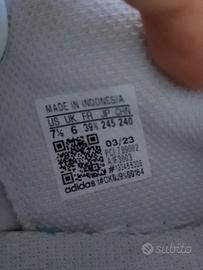 MADE IN INDONESIA
US UK FR JP CHN
7½ 6 39⅓ 245 240
03/23
adidas
subito